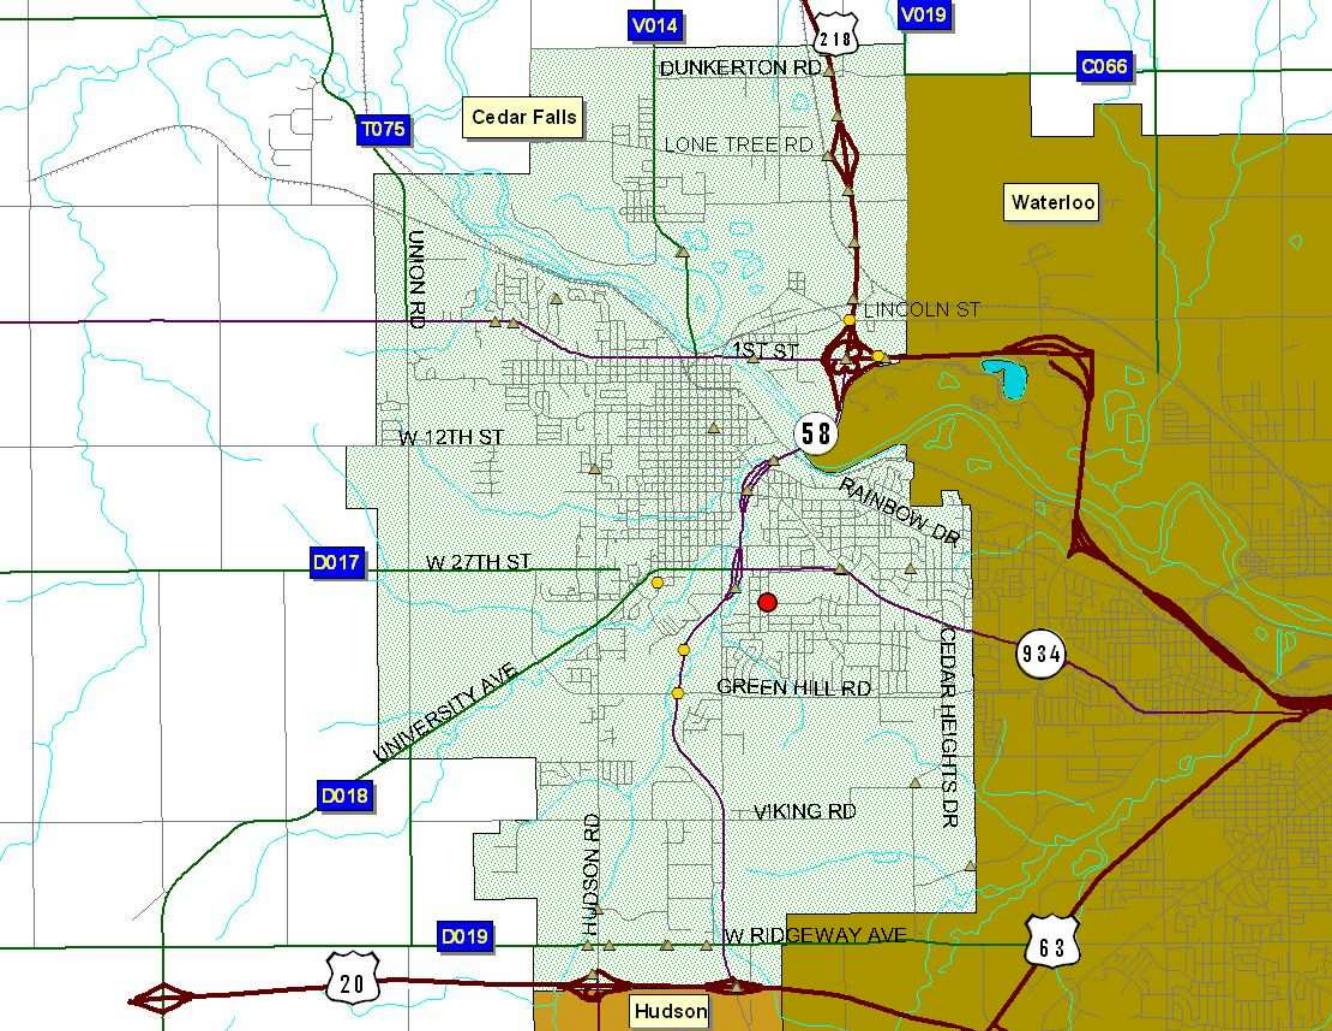 V014
V019
218
DUNKERTON RD
C066
Cedar Falls
T075
LONE TREE RD
Waterloo
UNION RD
LINCOLN ST
1ST ST
58
W 12TH ST
RAINBOW DR
D017
W 27TH ST
934
CEDAR HEIGHTS DR
GREEN HILL RD
UNIVERSITY AVE
D018
VIKING RD
HUDSON RD
D019
W RIDGEWAY AVE
63
20
Hudson